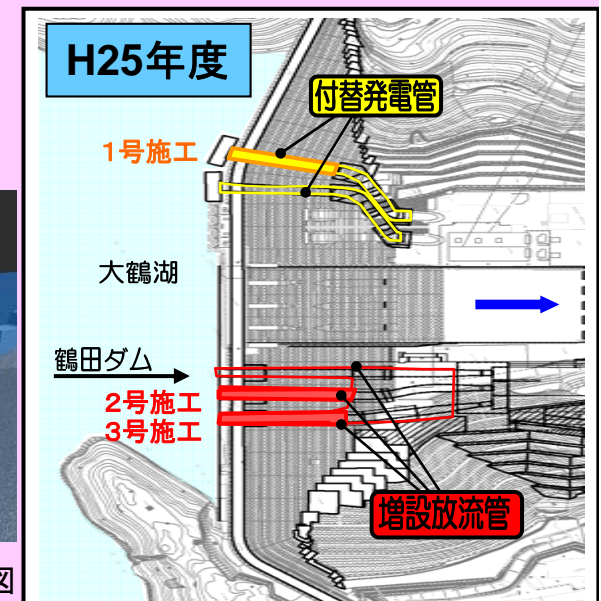 H25年度
付替発電管
1号施工
大鶴湖
鶴田ダム
2号施工
3号施工
増設放流管
図